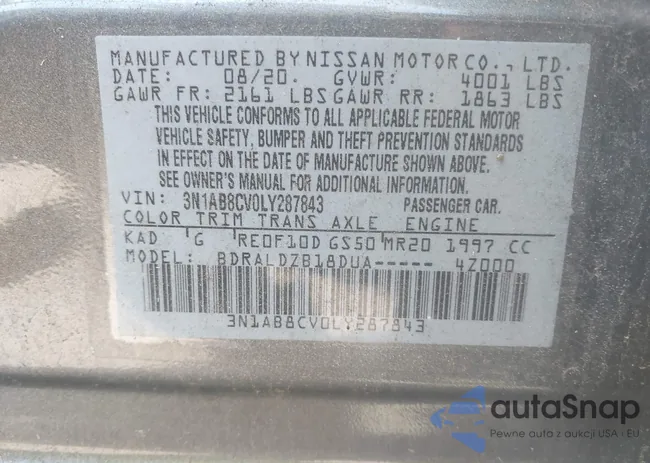 MANUFACTURED BY NISSAN MOTOR CO., LTD.
DATE: 08/20. GVWR: 4001 LBS
GAWR FR: 2161 LBS GAWR RR: 1863 LBS
THIS VEHICLE CONFORMS TO ALL APPLICABLE FEDERAL MOTOR
VEHICLE SAFETY, BUMPER AND THEFT PREVENTION STANDARDS
IN EFFECT ON THE DATE OF MANUFACTURE SHOWN ABOVE.
SEE OWNER'S MANUAL FOR ADDITIONAL INFORMATION.
VIN: 3N1AB8CV0LY287843 PASSENGER CAR.
COLOR TRIM TRANS AXLE ENGINE
KAD G RE0F10D GS50 MR20 1997 CC
MODEL: BDRALDZB18DUA----- 4Z000
3N1AB8CV0LY287843
autoSnap
Pewne auto z aukcji USA i EU